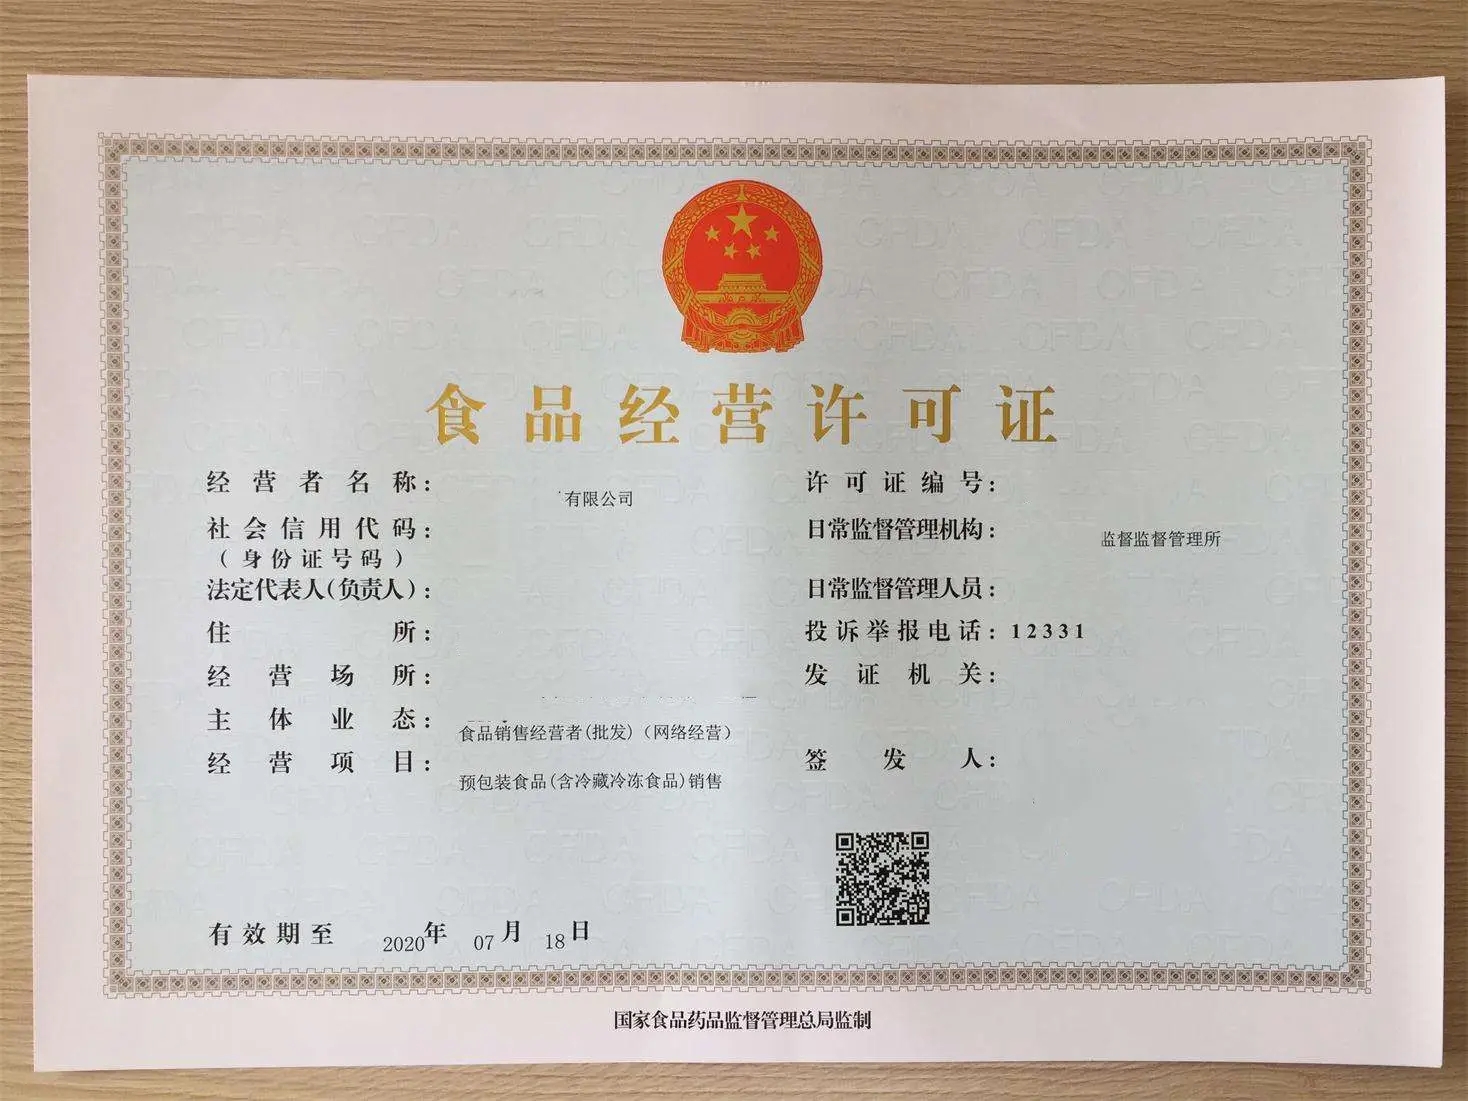 食品经营许可证
经营者名称：有限公司
社会信用代码：
（身份证号码）
法定代表人(负责人)：
住所：
经营场所：
主体业态：食品销售经营者(批发)（网络经营）
经营项目：预包装食品(含冷藏冷冻食品)销售
许可证编号：
日常监督管理机构：监督监督管理所
日常监督管理人员：
投诉举报电话：12331
发证机关：
签发人：
有效期至 2020年 07月 18日
国家食品药品监督管理总局监制
CFDA